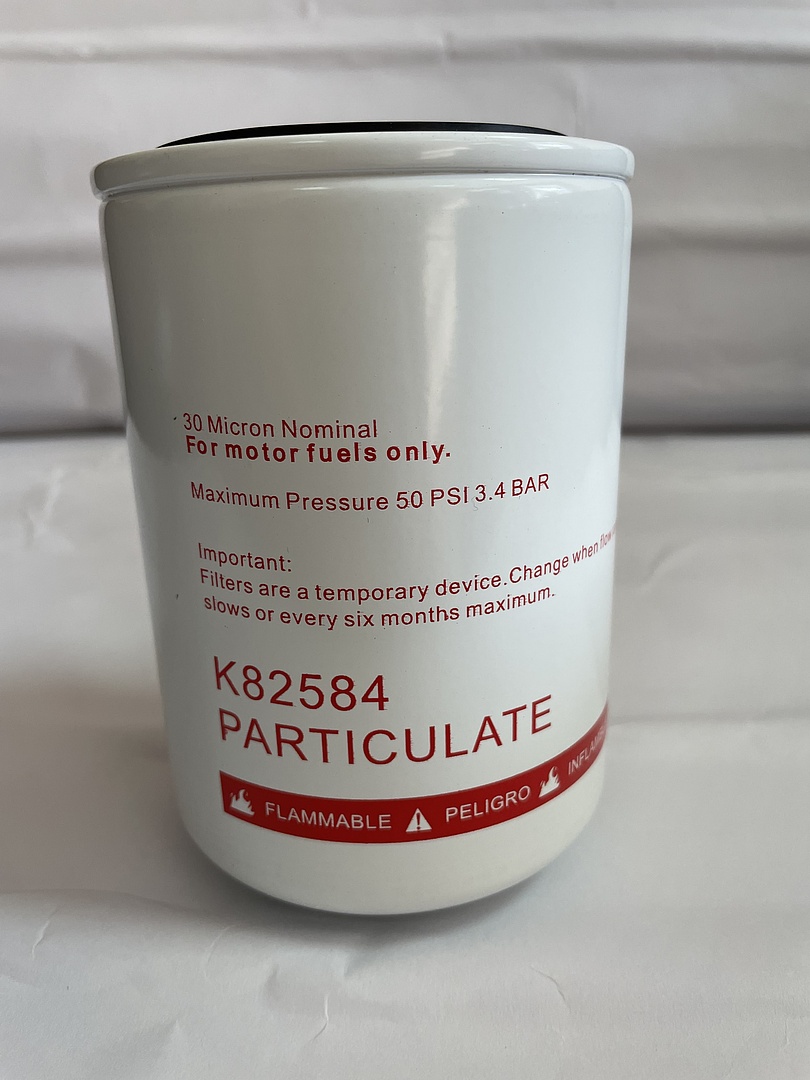 30 Micron Nominal
For motor fuels only.
Maximum Pressure 50 PSI 3.4 BAR
Important:
Filters are a temporary device.Change when flow
slows or every six months maximum.
K82584
PARTICULATE
FLAMMABLE PELIGRO